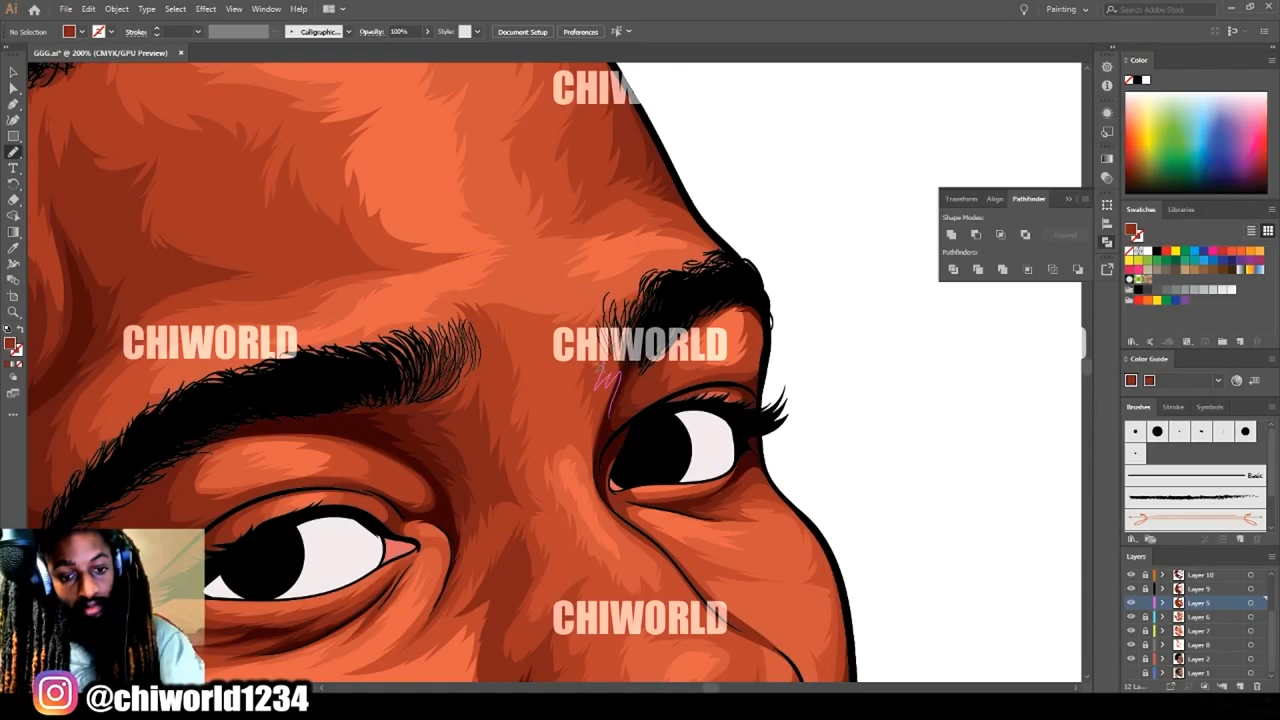 Ai File Edit Object Type Select Effect View Window Help Painting Search Adobe Stock
No Selection Stroke: Calligraphic... Opacity: 100% Style: Document Setup Preferences
GGG.ai* @ 200% (CMYK/GPU Preview) ×
Color
CHIW
Transform Align Pathfinder
Shape Modes:
Expand
Pathfinders:
Swatches Libraries
CHIWORLD CHIWORLD D
Color Guide
Brushes Stroke Symbols
Basic
Layers
Layer 10
Layer 9
Layer 5
Layer 6
Layer 7
Layer 8
Layer 2
Layer 1
12 La...
CHIWORLD
@chiworld1234